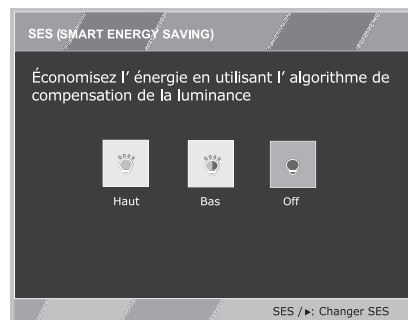 SES (SMART ENERGY SAVING)
Économisez l’ énergie en utilisant l’ algorithme de
compensation de la luminance
Haut Bas Off
SES /►: Changer SES